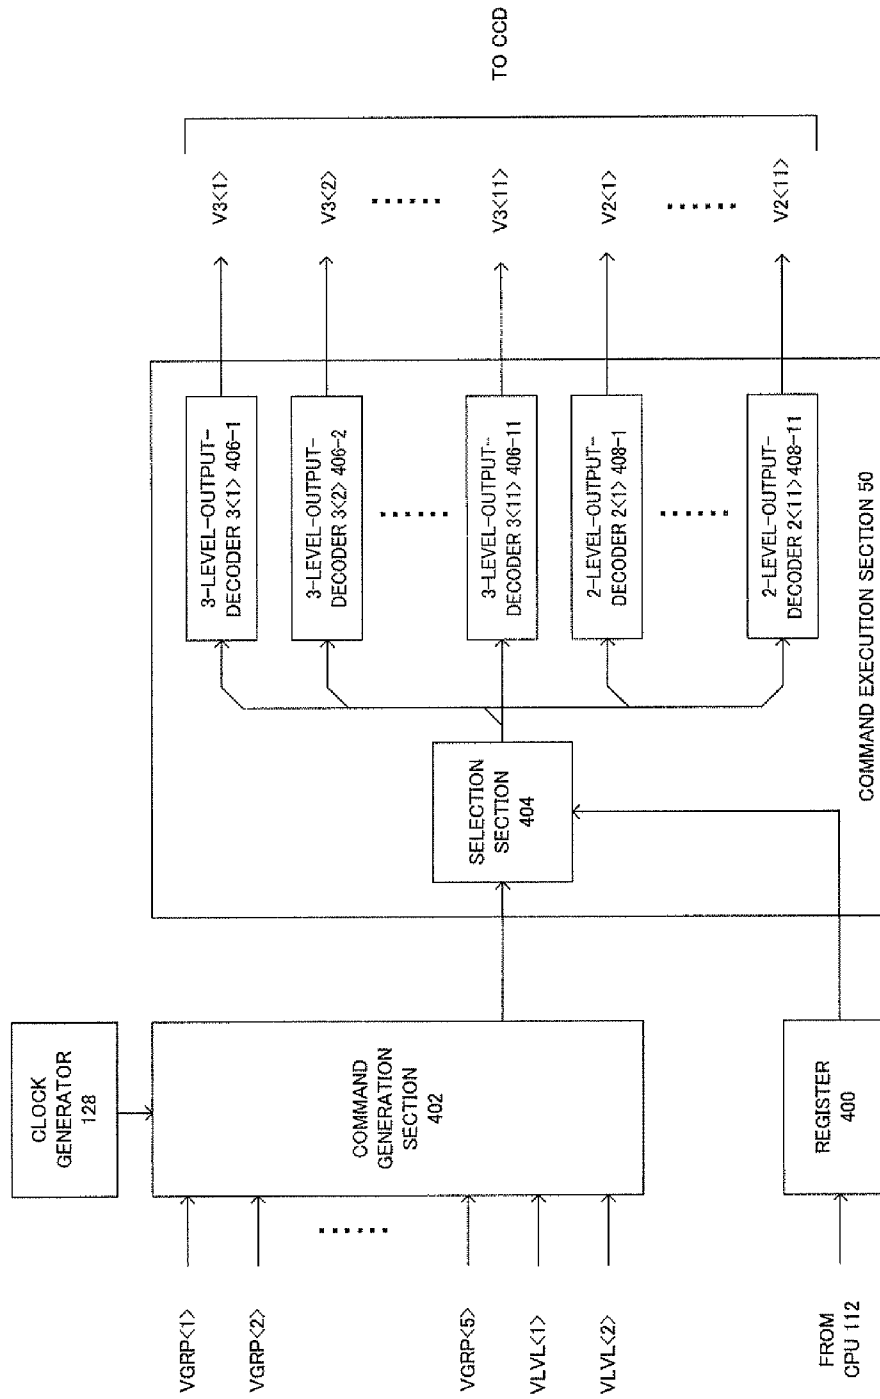 VGRP<1>
VGRP<2>
VGRP<5>
VLVL<1>
VLVL<2>
FROM
CPU 112
CLOCK
GENERATOR
128
COMMAND
GENERATION
SECTION
402
REGISTER
400
SELECTION
SECTION
404
3-LEVEL-OUTPUT-
DECODER 3<1> 406-1
3-LEVEL-OUTPUT-
DECODER 3<2> 406-2
3-LEVEL-OUTPUT-
DECODER 3<11> 406-11
2-LEVEL-OUTPUT-
DECODER 2<1> 408-1
2-LEVEL-OUTPUT-
DECODER 2<11> 408-11
COMMAND EXECUTION SECTION 50
V3<1>
V3<2>
V3<11>
V2<1>
V2<11>
TO CCD